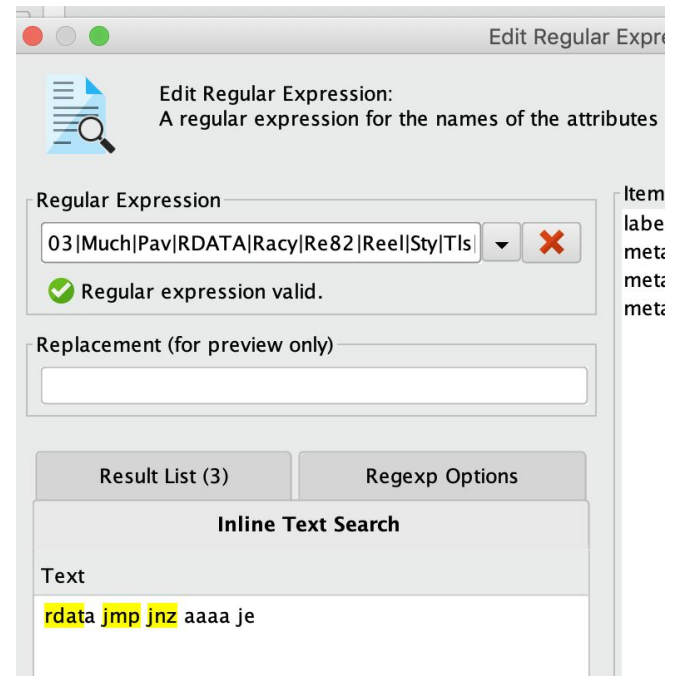 Edit Regular Expre
Edit Regular Expression:
A regular expression for the names of the attributes
Regular Expression
03|Much|Pav|RDATA|Racy|Re82|Reel|Sty|Tls|
Regular expression valid.
Replacement (for preview only)
Result List (3)
Regexp Options
Inline Text Search
Text
rdata jmp jnz aaaa je
Item
labe
meta
meta
meta